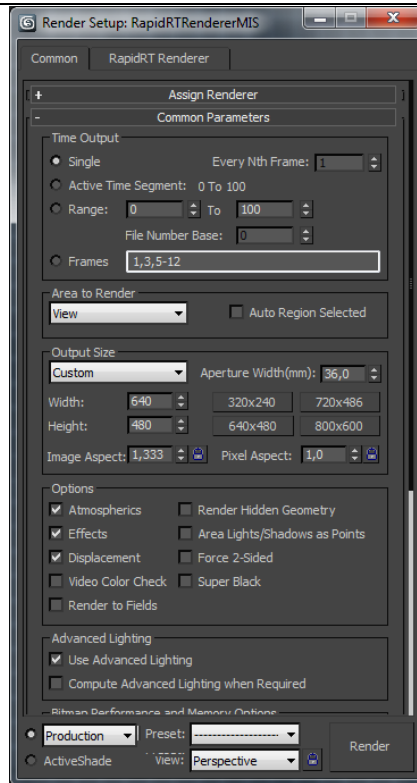 Render Setup: RapidRTRendererMIS
Common RapidRT Renderer
+ Assign Renderer
- Common Parameters
Time Output
Single Every Nth Frame: 1
Active Time Segment: 0 To 100
Range: 0 To 100
File Number Base: 0
Frames 1,3,5-12
Area to Render
View Auto Region Selected
Output Size
Custom Aperture Width(mm): 36,0
Width: 640 320x240 720x486
Height: 480 640x480 800x600
Image Aspect: 1,333 Pixel Aspect: 1,0
Options
Atmospherics Render Hidden Geometry
Effects Area Lights/Shadows as Points
Displacement Force 2-Sided
Video Color Check Super Black
Render to Fields
Advanced Lighting
Use Advanced Lighting
Compute Advanced Lighting when Required
Bitmap Performance and Memory Options
Production Preset: --------------------
ActiveShade View: Perspective Render